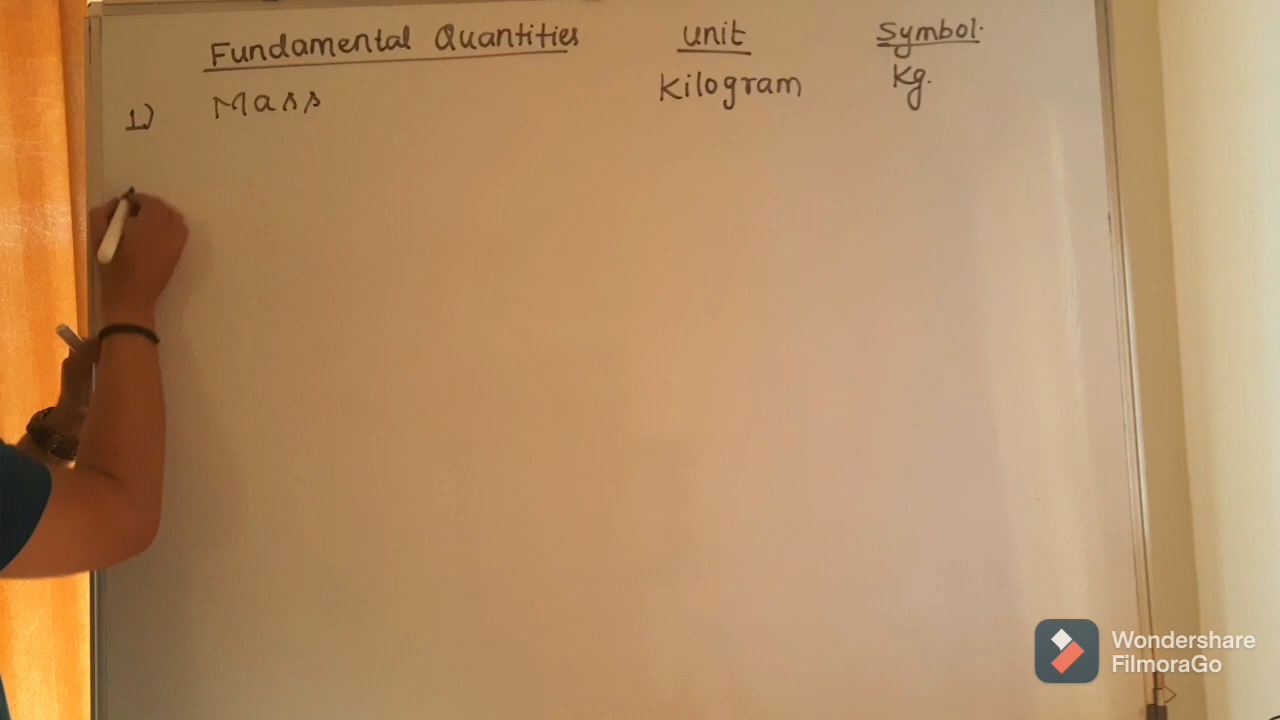 Fundamental Quantities unit Symbol.
1) Mass Kilogram Kg.
Wondershare
FilmoraGo